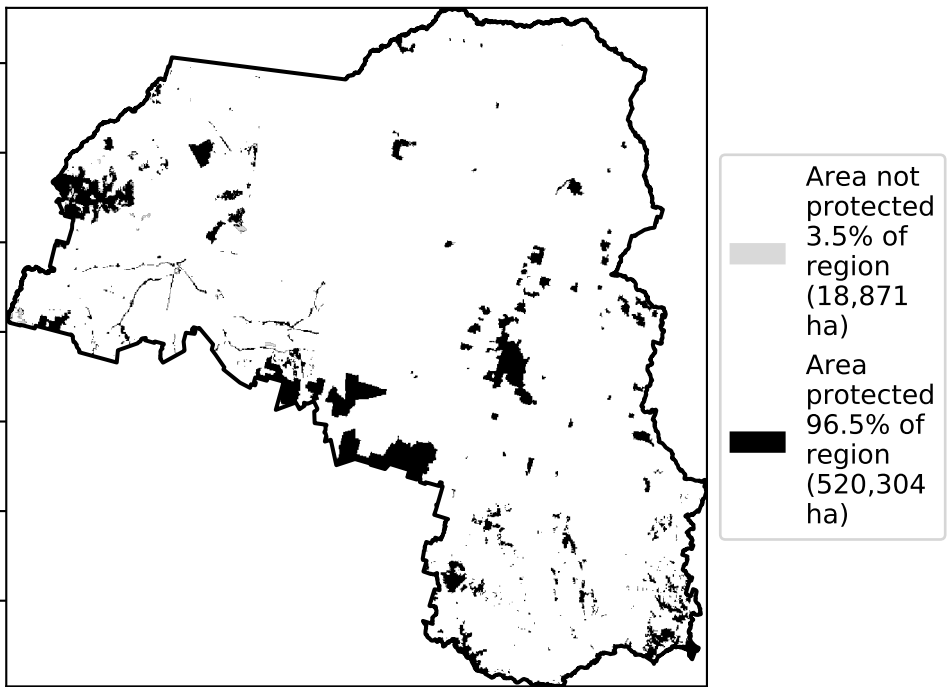 Area not
protected
3.5% of
region
(18,871
ha)
Area
protected
96.5% of
region
(520,304
ha)